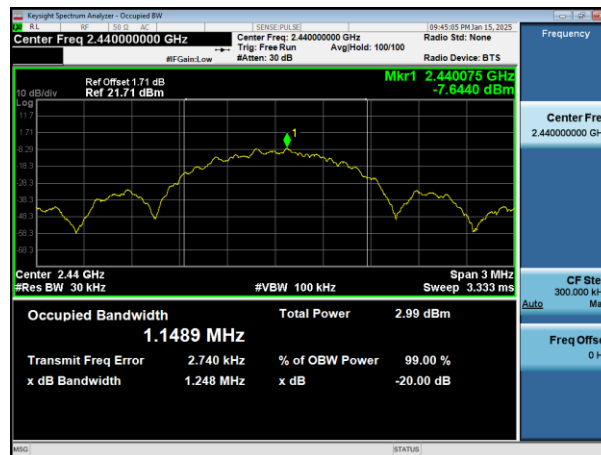 Keysight Spectrum Analyzer - Occupied BW
RL RF 50 Ω AC SENSE:PULSE 09:45:05 PM Jan 15, 2025
Center Freq 2.440000000 GHz
Center Freq: 2.440000000 GHz
Radio Std: None
Trig: Free Run Avg|Hold: 100/100
#IFGain:Low #Atten: 30 dB Radio Device: BTS
Frequency
Ref Offset 1.71 dB
10 dB/div Ref 21.71 dBm
Mkr1 2.440075 GHz
-7.6440 dBm
Log
11.7
1.71
-8.29
-18.3
-28.3
-38.3
-48.3
-58.3
-68.3
1
Center 2.44 GHz Span 3 MHz
#Res BW 30 kHz #VBW 100 kHz Sweep 3.333 ms
Center Fre
2.440000000 GH
CF Ste
300.000 kH
Auto Ma
Freq Offse
0 H
Occupied Bandwidth Total Power 2.99 dBm
1.1489 MHz
Transmit Freq Error 2.740 kHz % of OBW Power 99.00 %
x dB Bandwidth 1.248 MHz x dB -20.00 dB
MSG STATUS